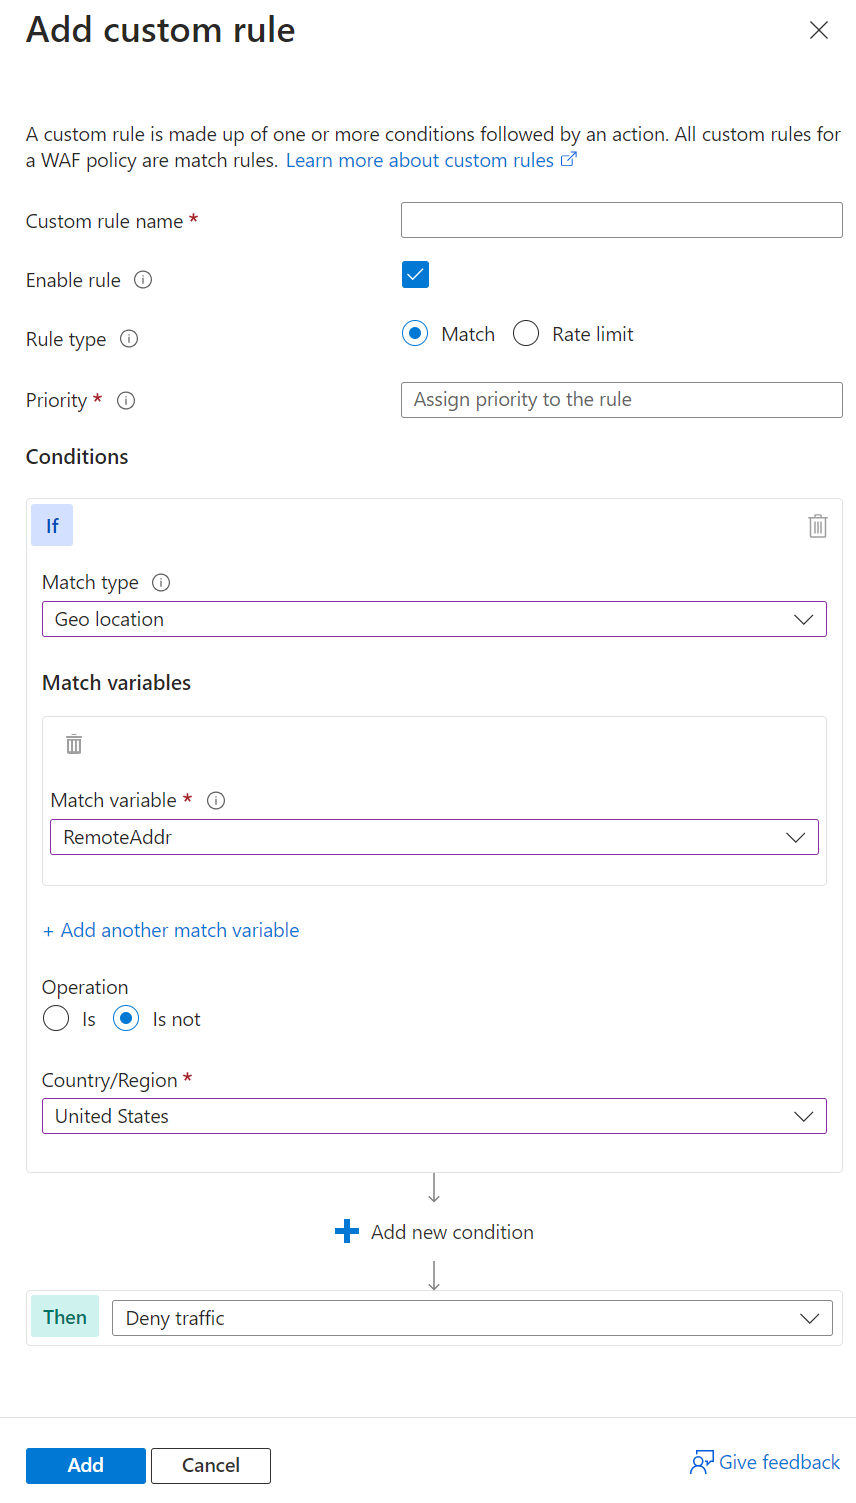 Add custom rule
A custom rule is made up of one or more conditions followed by an action. All custom rules for
a WAF policy are match rules. Learn more about custom rules
Custom rule name *
Enable rule
Rule type
Match
Rate limit
Priority *
Assign priority to the rule
Conditions
If
Match type
Geo location
Match variables
Match variable *
RemoteAddr
+ Add another match variable
Operation
Is
Is not
Country/Region *
United States
Add new condition
Then
Deny traffic
Add
Cancel
Give feedback